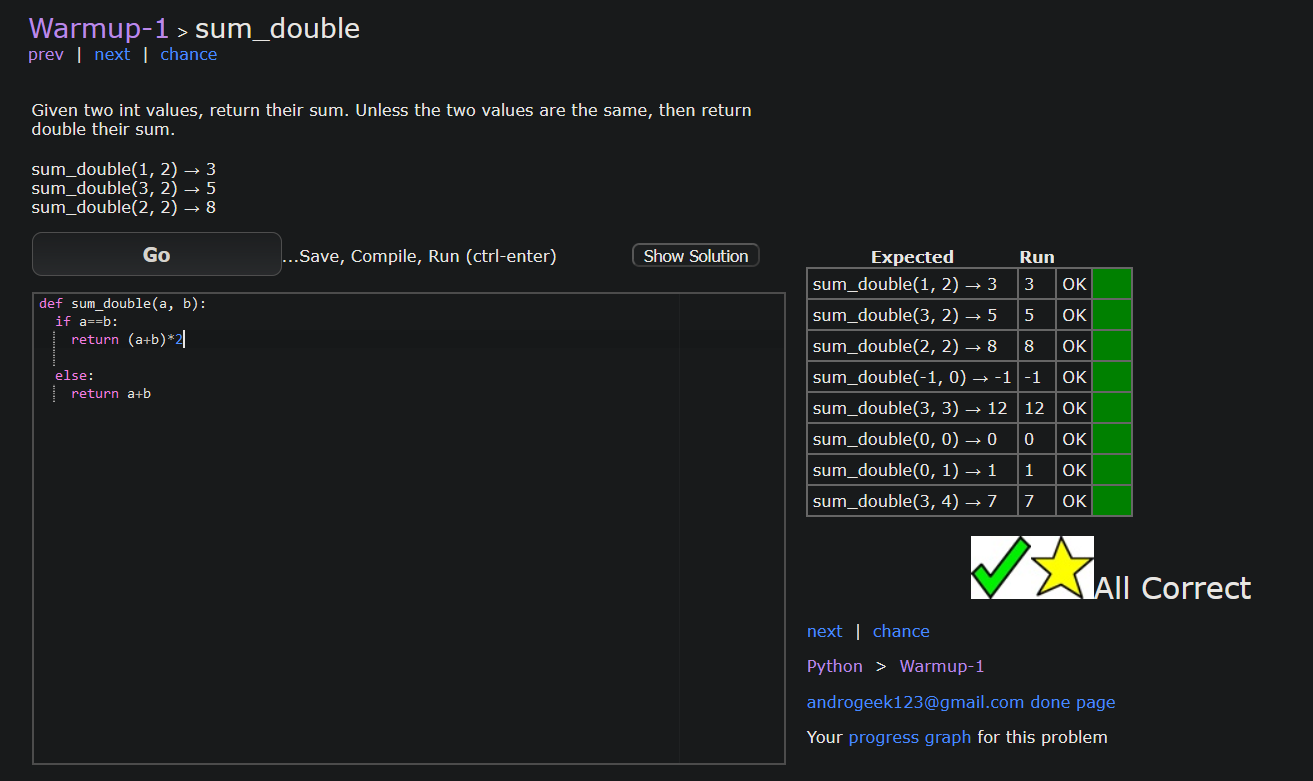 Warmup-1 > sum_double
prev | next | chance
Given two int values, return their sum. Unless the two values are the same, then return
double their sum.
sum_double(1, 2) → 3
sum_double(3, 2) → 5
sum_double(2, 2) → 8
Go ...Save, Compile, Run (ctrl-enter) Show Solution
def sum_double(a, b):
  if a==b:
    return (a+b)*2
  else:
    return a+b
Expected Run
sum_double(1, 2) → 3 3 OK
sum_double(3, 2) → 5 5 OK
sum_double(2, 2) → 8 8 OK
sum_double(-1, 0) → -1 -1 OK
sum_double(3, 3) → 12 12 OK
sum_double(0, 0) → 0 0 OK
sum_double(0, 1) → 1 1 OK
sum_double(3, 4) → 7 7 OK
All Correct
next | chance
Python > Warmup-1
androgeek123@gmail.com done page
Your progress graph for this problem